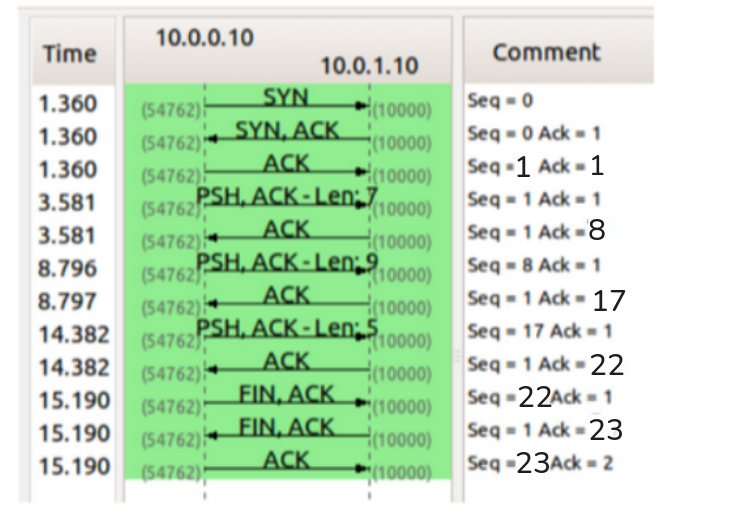 Time 10.0.0.10 10.0.1.10 Comment
1.360 (54762) SYN (10000) Seq = 0
1.360 (54762) SYN, ACK (10000) Seq = 0 Ack = 1
1.360 (54762) ACK (10000) Seq =1 Ack = 1
3.581 (54762) PSH, ACK - Len: 7 (10000) Seq = 1 Ack = 1
3.581 (54762) ACK (10000) Seq = 1 Ack = 8
8.796 (54762) PSH, ACK - Len: 9 (10000) Seq = 8 Ack = 1
8.797 (54762) ACK (10000) Seq = 1 Ack = 17
14.382 (54762) PSH, ACK - Len: 5 (10000) Seq = 17 Ack = 1
14.382 (54762) ACK (10000) Seq = 1 Ack = 22
15.190 (54762) FIN, ACK (10000) Seq =22Ack = 1
15.190 (54762) FIN, ACK (10000) Seq = 1 Ack = 23
15.190 (54762) ACK (10000) Seq =23Ack = 2